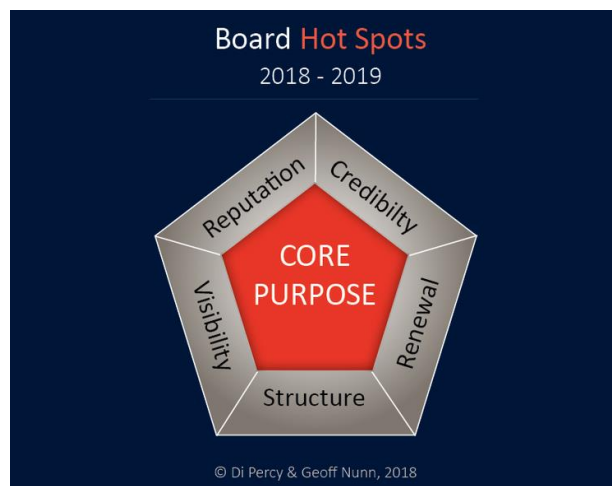 Board Hot Spots
2018 - 2019
Reputation
Credibilty
CORE
PURPOSE
Visibility
Renewal
Structure
© Di Percy & Geoff Nunn, 2018